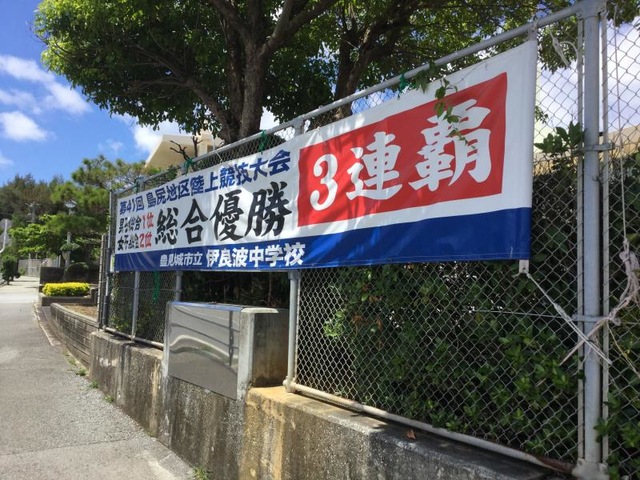 第41回 島尻地区陸上競技大会
男子総合1位
女子総合2位
総合優勝
3連覇
豊見城市立 伊良波中学校